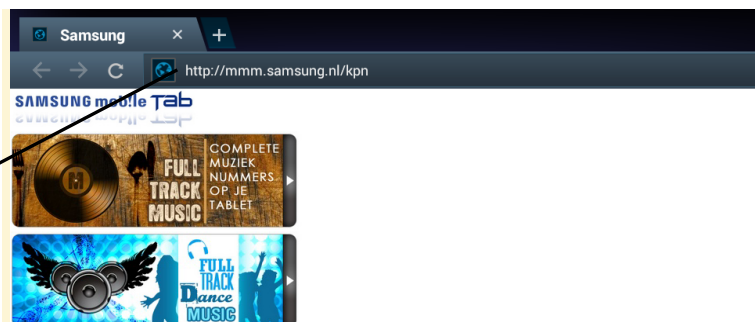 Samsung
http://mmm.samsung.nl/kpn
SAMSUNG mobile Tab
FULL
TRACK
MUSIC
COMPLETE
MUZIEK
NUMMERS
OP JE
TABLET
FULL
TRACK
Dance
MUSIC